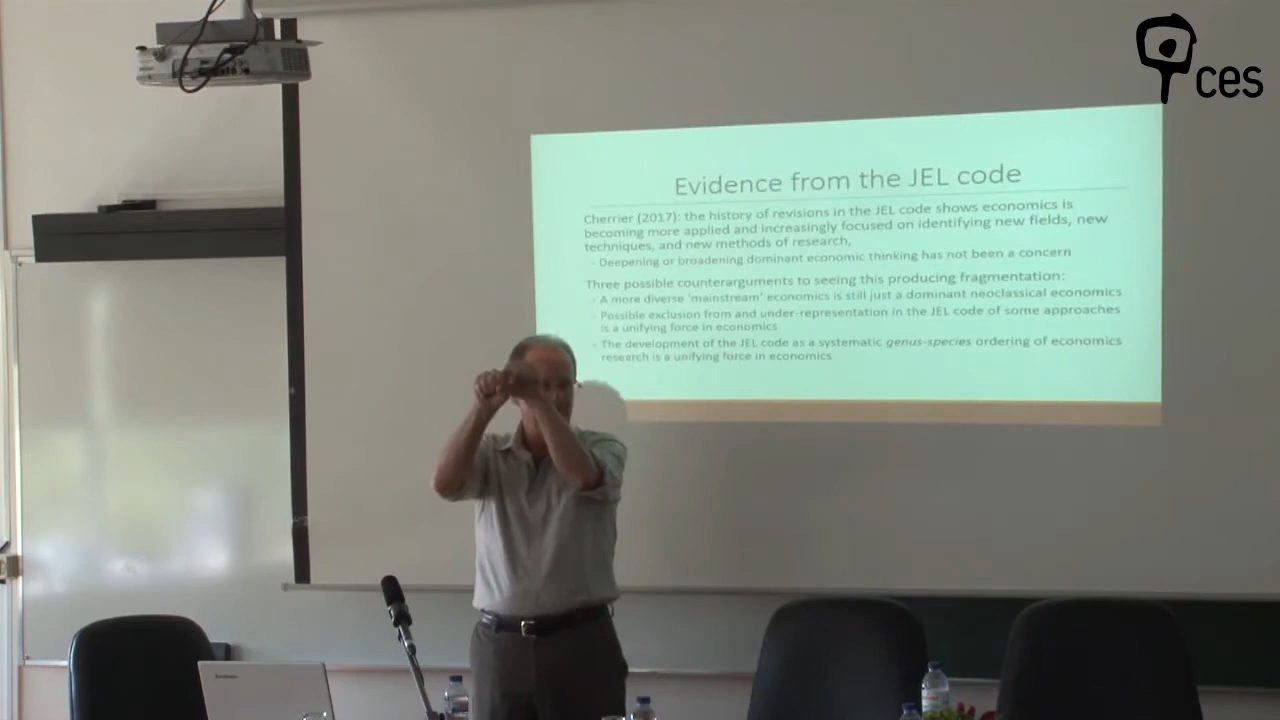 ces
Evidence from the JEL code
Cherrier (2017): the history of revisions in the JEL code shows economics is
becoming more applied and increasingly focused on identifying new fields, new
techniques, and new methods of research,
- Deepening or broadening dominant economic thinking has not been a concern
Three possible counterarguments to seeing this producing fragmentation:
- A more diverse 'mainstream' economics is still just a dominant neoclassical economics
- Possible exclusion from and under-representation in the JEL code of some approaches
is a unifying force in economics
- The development of the JEL code as a systematic genus-species ordering of economics
research is a unifying force in economics